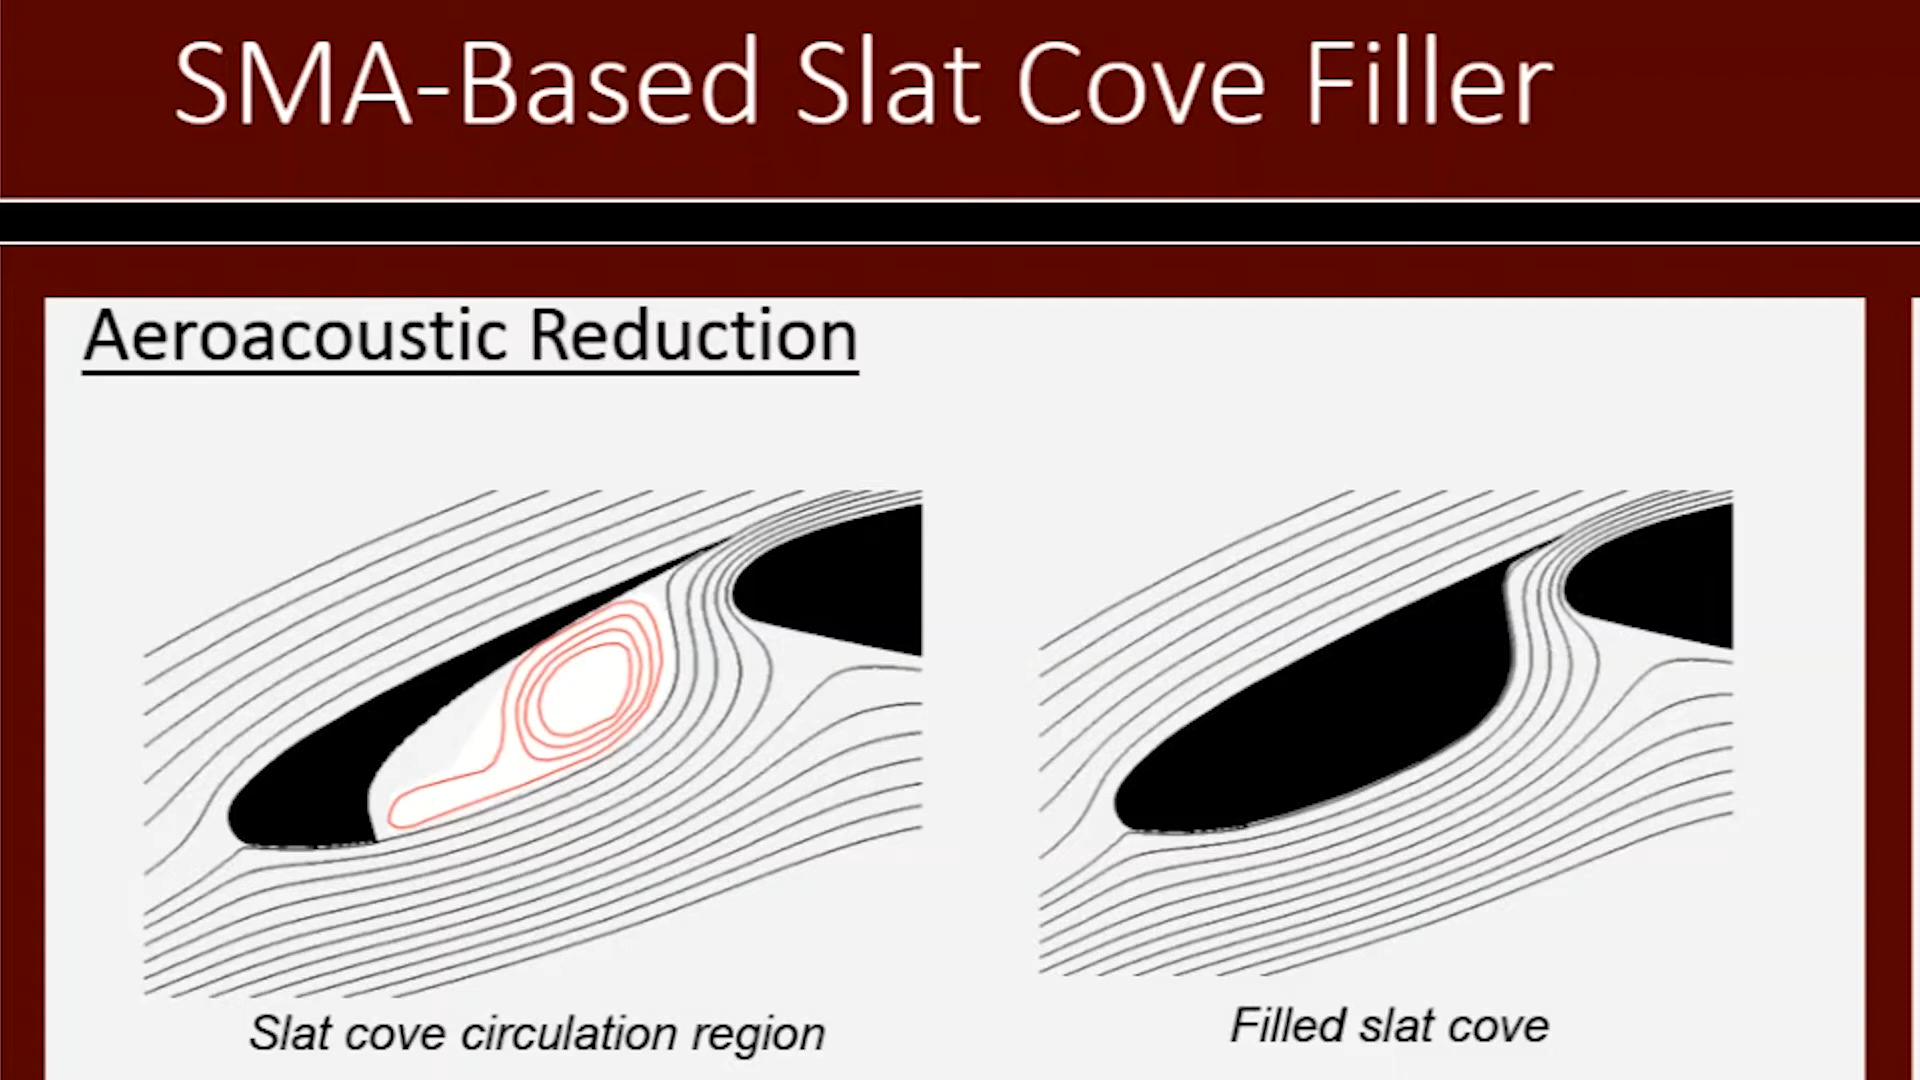 SMA-Based Slat Cove Filler
Aeroacoustic Reduction
Slat cove circulation region
Filled slat cove